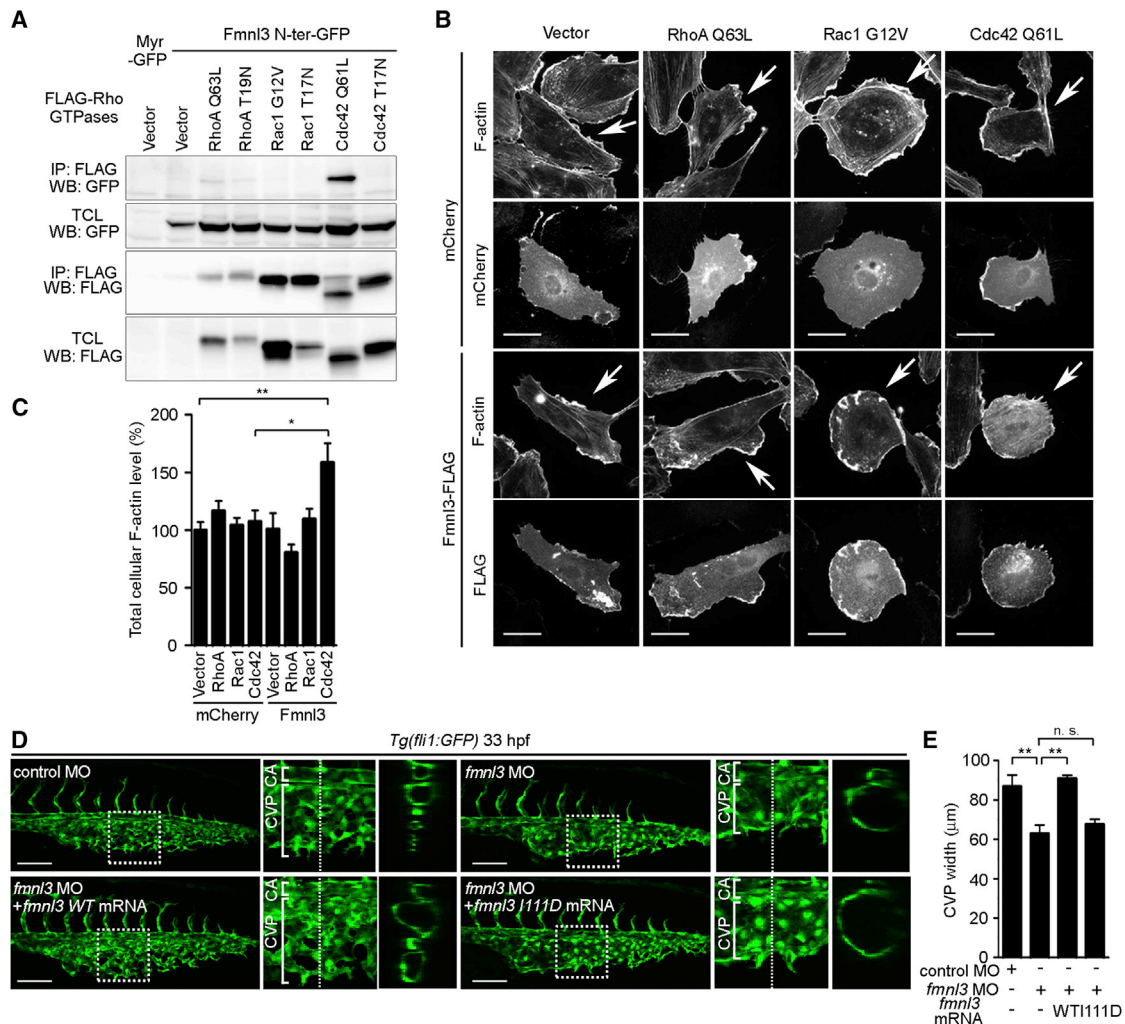 A
Fmnl3 N-ter-GFP
Myr
-GFP
FLAG-Rho
GTPases
Vector
Vector
RhoA Q63L
RhoA T19N
Rac1 G12V
Rac1 T17N
Cdc42 Q61L
Cdc42 T17N
IP: FLAG
WB: GFP
TCL
WB: GFP
IP: FLAG
WB: FLAG
TCL
WB: FLAG
B
Vector
RhoA Q63L
Rac1 G12V
Cdc42 Q61L
mCherry
F-actin
mCherry
Fmnl3-FLAG
F-actin
FLAG
C
Total cellular F-actin level (%)
200
150
100
50
0
**
*
Vector
RhoA
Rac1
Cdc42
Vector
RhoA
Rac1
Cdc42
mCherry
Fmnl3
D
Tg(fli1:GFP) 33 hpf
control MO
CVP CA
fmnl3 MO
CVP CA
fmnl3 MO
+fmnl3 WT mRNA
CVP CA
fmnl3 MO
+fmnl3 I111D mRNA
CVP CA
E
n. s.
** **
CVP width (µm)
100
80
60
40
20
0
control MO + - - -
fmnl3 MO - + + +
fmnl3
mRNA - - WTI111D